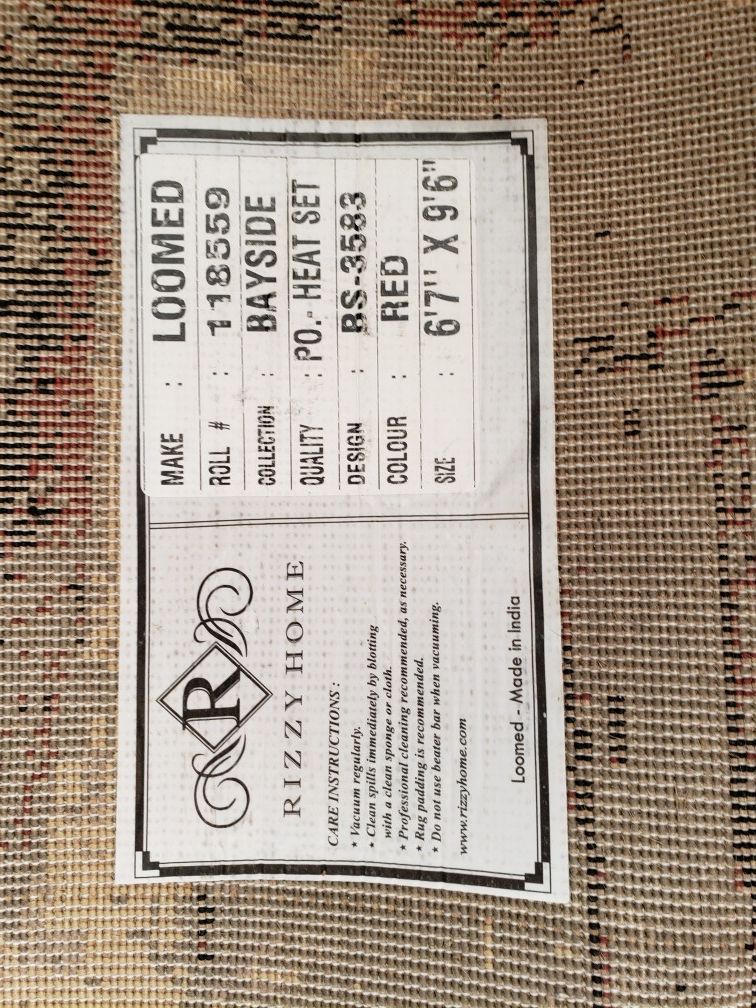 R
RIZZY HOME
CARE INSTRUCTIONS:
* Vacuum regularly.
* Clean spills immediately by blotting
with a clean sponge or cloth.
* Professional cleaning recommended, as necessary.
* Rug padding is recommended.
* Do not use beater bar when vacuuming.
www.rizzyhome.com
Loomed - Made in India
MAKE : LOOMED
ROLL # : 118559
COLLECTION : BAYSIDE
QUALITY : PO.- HEAT SET
DESIGN : BS-3583
COLOUR : RED
SIZE : 6'7" X 9'6"